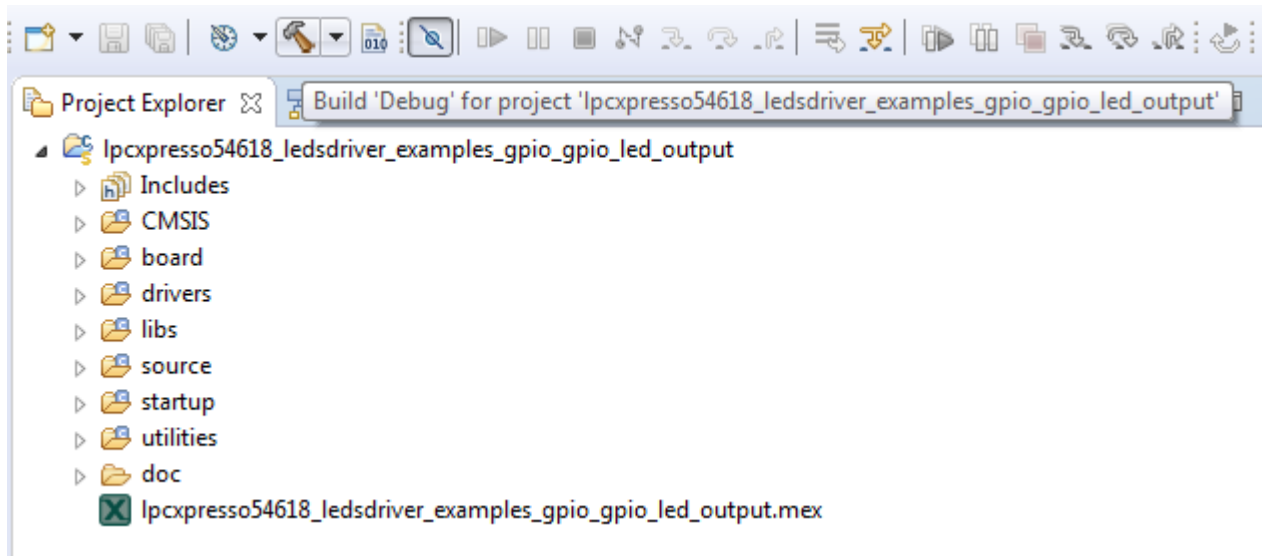 010
Project Explorer
Build 'Debug' for project 'lpcxpresso54618_ledsdriver_examples_gpio_gpio_led_output'
lpcxpresso54618_ledsdriver_examples_gpio_gpio_led_output
Includes
CMSIS
board
drivers
libs
source
startup
utilities
doc
lpcxpresso54618_ledsdriver_examples_gpio_gpio_led_output.mex